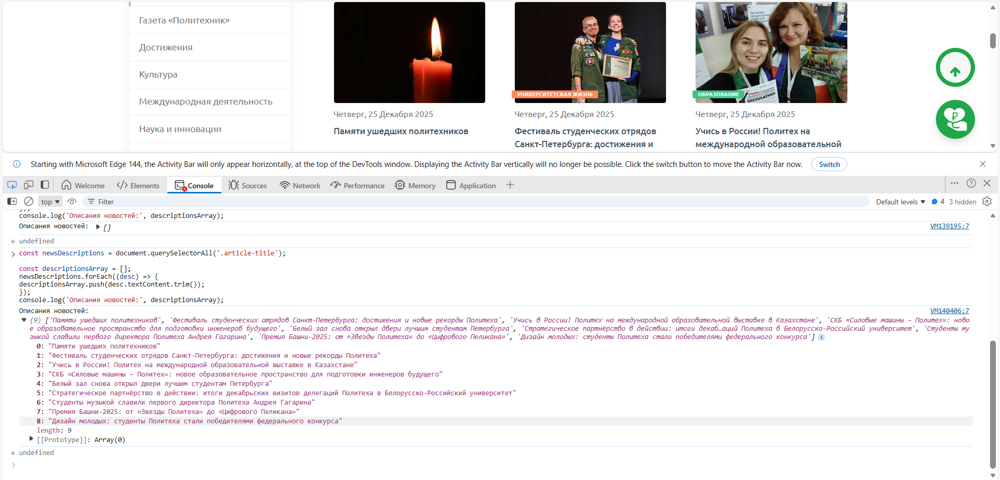 Газета «Политехник»
Достижения
Культура
Международная деятельность
Наука и инновации
ГРАМОТА
УНИВЕРСИТЕТСКАЯ ЖИЗНЬ
БЕСПЛАТНО!
ОБРАЗОВАНИЕ
Четверг, 25 Декабря 2025
Четверг, 25 Декабря 2025
Четверг, 25 Декабря 2025
Памяти ушедших политехников
Фестиваль студенческих отрядов
Санкт-Петербурга: достижения и
Учись в России! Политех на
международной образовательной
Starting with Microsoft Edge 144, the Activity Bar will only appear horizontally, at the top of the DevTools window. Displaying the Activity Bar vertically will no longer be possible. Click the switch button to move the Activity Bar now.
Switch
Welcome
Elements
Console
Sources
Network
Performance
Memory
Application
top
Filter
Default levels
4
3 hidden
});
console.log('Описания новостей:', descriptionsArray);
Описания новостей: []
VM139195:7
undefined
const newsDescriptions = document.querySelectorAll('.article-title');
const descriptionsArray = [];
newsDescriptions.forEach((desc) => {
descriptionsArray.push(desc.textContent.trim());
});
console.log('Описания новостей:', descriptionsArray);
Описания новостей:
VM140406:7
(9) ['Памяти ушедших политехников', 'Фестиваль студенческих отрядов Санкт-Петербурга: достижения и новые рекорды Политеха', 'Учись в России! Политех на международной образовательной выставке в Казахстане', 'СКБ «Силовые машины – Политех»: ново
е образовательное пространство для подготовки инженеров будущего', 'Белый зал снова открыл двери лучшим студентам Петербурга', 'Стратегическое партнёрство в действии: итоги декаб…аций Политеха в Белорусско-Российский университет', 'Студенты му
зыкой славили первого директора Политеха Андрея Гагарина', 'Премия Башни-2025: от «Звезды Политеха» до «Цифрового Пеликана»', 'Дизайн молодых: студенты Политеха стали победителями федерального конкурса']
0: "Памяти ушедших политехников"
1: "Фестиваль студенческих отрядов Санкт-Петербурга: достижения и новые рекорды Политеха"
2: "Учись в России! Политех на международной образовательной выставке в Казахстане"
3: "СКБ «Силовые машины – Политех»: новое образовательное пространство для подготовки инженеров будущего"
4: "Белый зал снова открыл двери лучшим студентам Петербурга"
5: "Стратегическое партнёрство в действии: итоги декабрьских визитов делегаций Политеха в Белорусско-Российский университет"
6: "Студенты музыкой славили первого директора Политеха Андрея Гагарина"
7: "Премия Башни-2025: от «Звезды Политеха» до «Цифрового Пеликана»"
8: "Дизайн молодых: студенты Политеха стали победителями федерального конкурса"
length: 9
[[Prototype]]: Array(0)
undefined